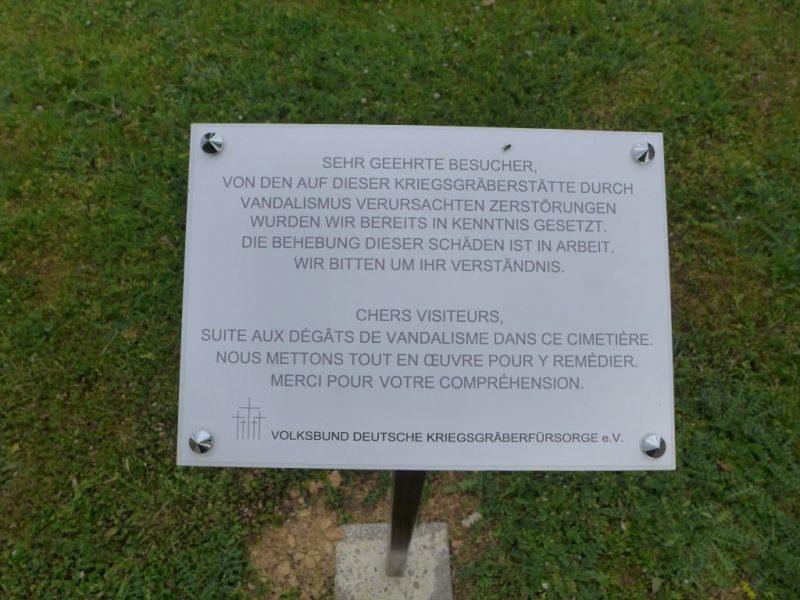 SEHR GEEHRTE BESUCHER,
VON DEN AUF DIESER KRIEGSGRÄBERSTÄTTE DURCH
VANDALISMUS VERURSACHTEN ZERSTÖRUNGEN
WURDEN WIR BEREITS IN KENNTNIS GESETZT.
DIE BEHEBUNG DIESER SCHÄDEN IST IN ARBEIT.
WIR BITTEN UM IHR VERSTÄNDNIS.
CHERS VISITEURS,
SUITE AUX DÉGÂTS DE VANDALISME DANS CE CIMETIÈRE.
NOUS METTONS TOUT EN ŒUVRE POUR Y REMÉDIER.
MERCI POUR VOTRE COMPRÉHENSION.
VOLKSBUND DEUTSCHE KRIEGSGRÄBERFÜRSORGE e.V.